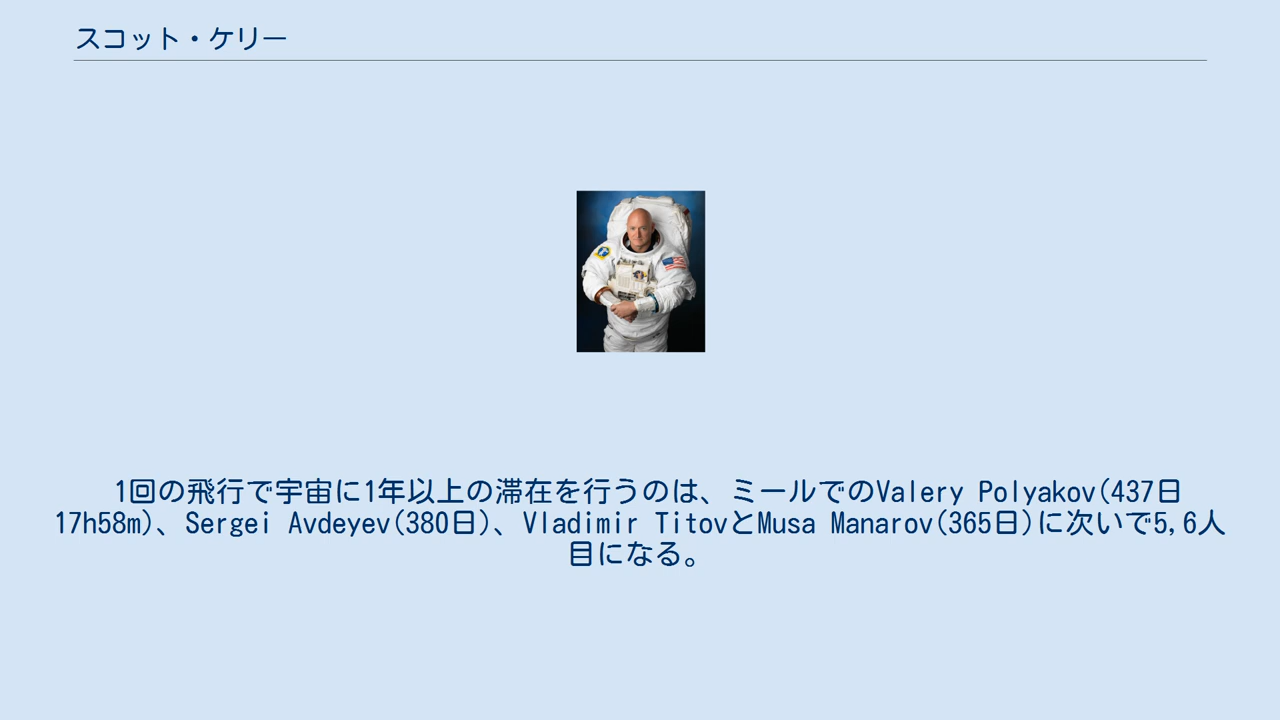 スコット・ケリー
1回の飛行で宇宙に1年以上の滞在を行うのは、ミールでのValery Polyakov(437日
17h58m)、Sergei Avdeyev(380日)、Vladimir TitovとMusa Manarov(365日)に次いで5,6人
目になる。